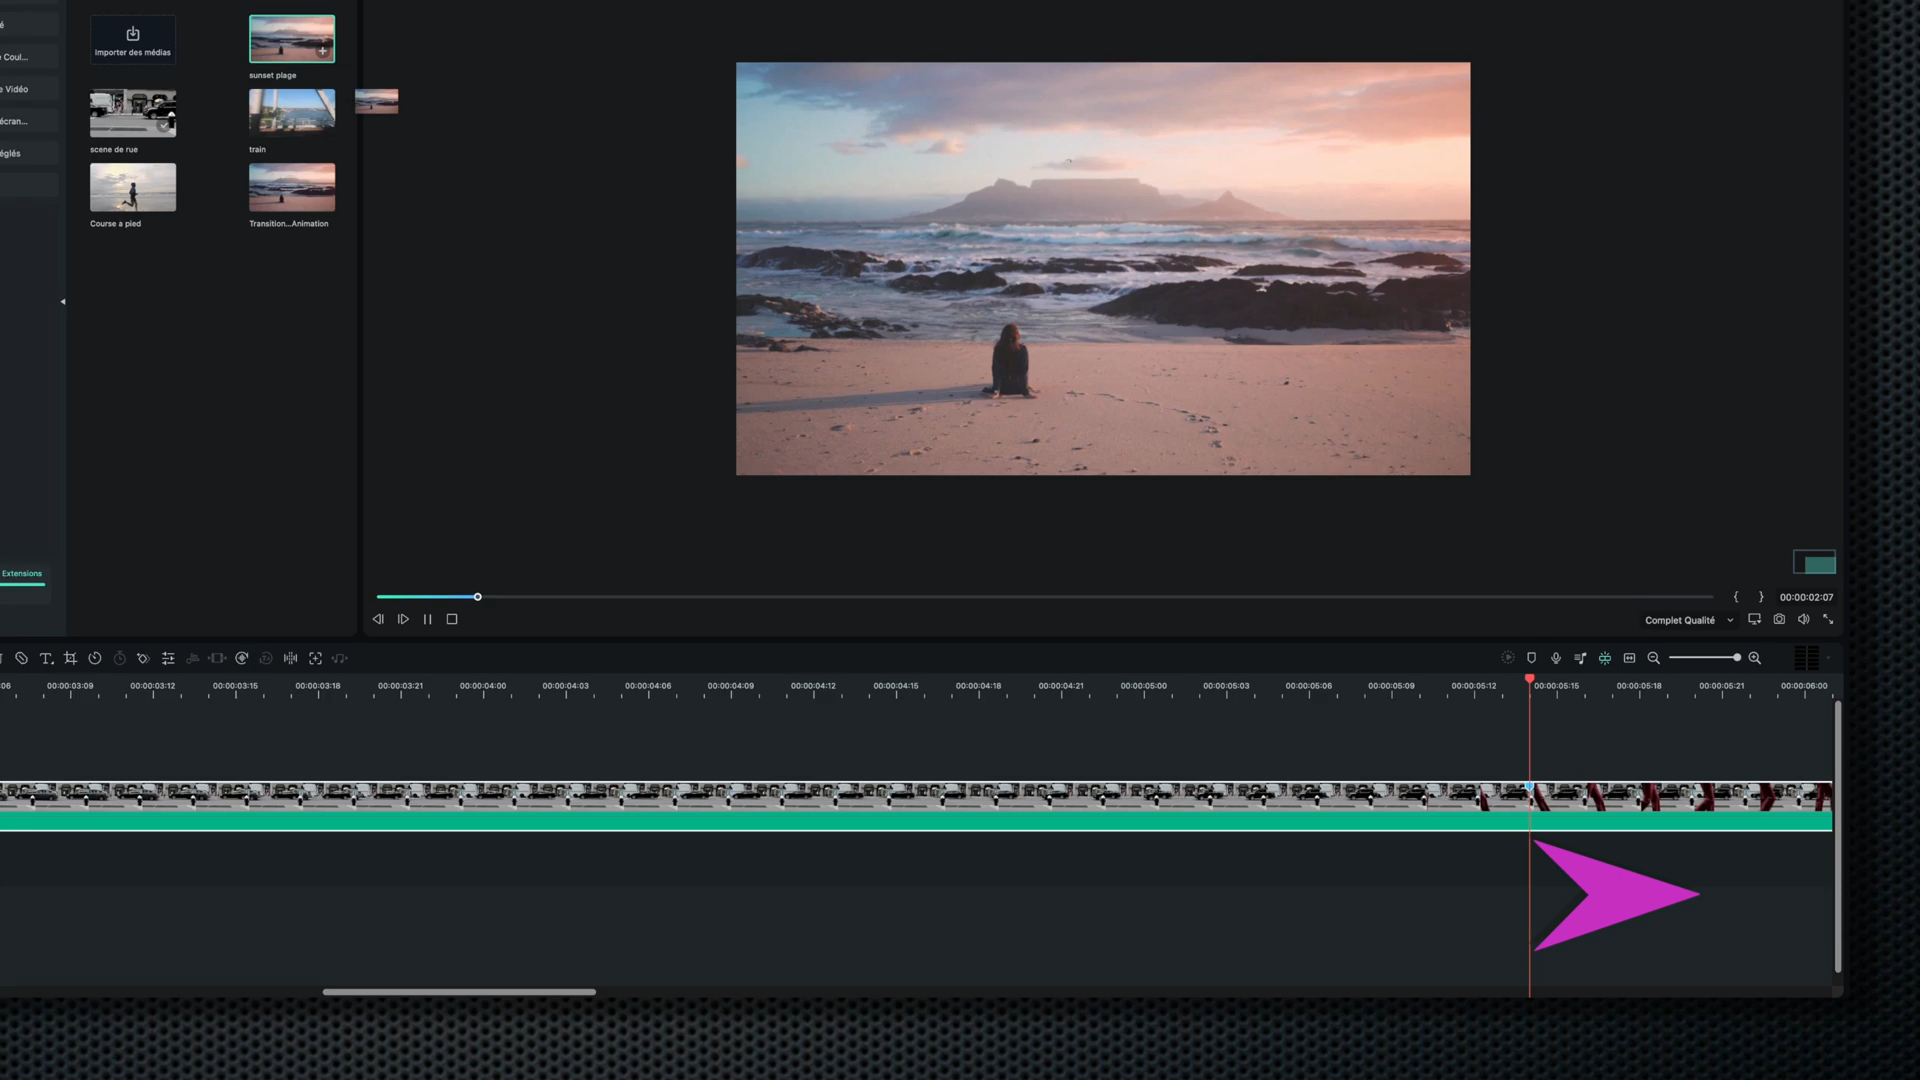 é
Importer des médias
sunset plage
Coul...
e Vidéo
écran...
scene de rue
train
églés
Course a pied
Transition...Animation
Extensions
{ }
00:00:02:07
Complet Qualité
:06 00:00:03:09 00:00:03:12 00:00:03:15 00:00:03:18 00:00:03:21 00:00:04:00 00:00:04:03 00:00:04:06 00:00:04:09 00:00:04:12 00:00:04:15 00:00:04:18 00:00:04:21 00:00:05:00 00:00:05:03 00:00:05:06 00:00:05:09 00:00:05:12 00:00:05:15 00:00:05:18 00:00:05:21 00:00:06:00